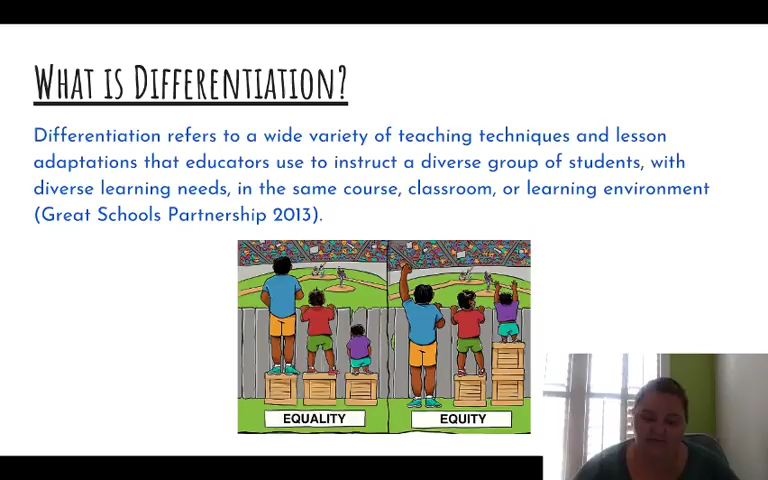 What is Differentiation?
Differentiation refers to a wide variety of teaching techniques and lesson
adaptations that educators use to instruct a diverse group of students, with
diverse learning needs, in the same course, classroom, or learning environment
(Great Schools Partnership 2013).
EQUALITY
EQUITY